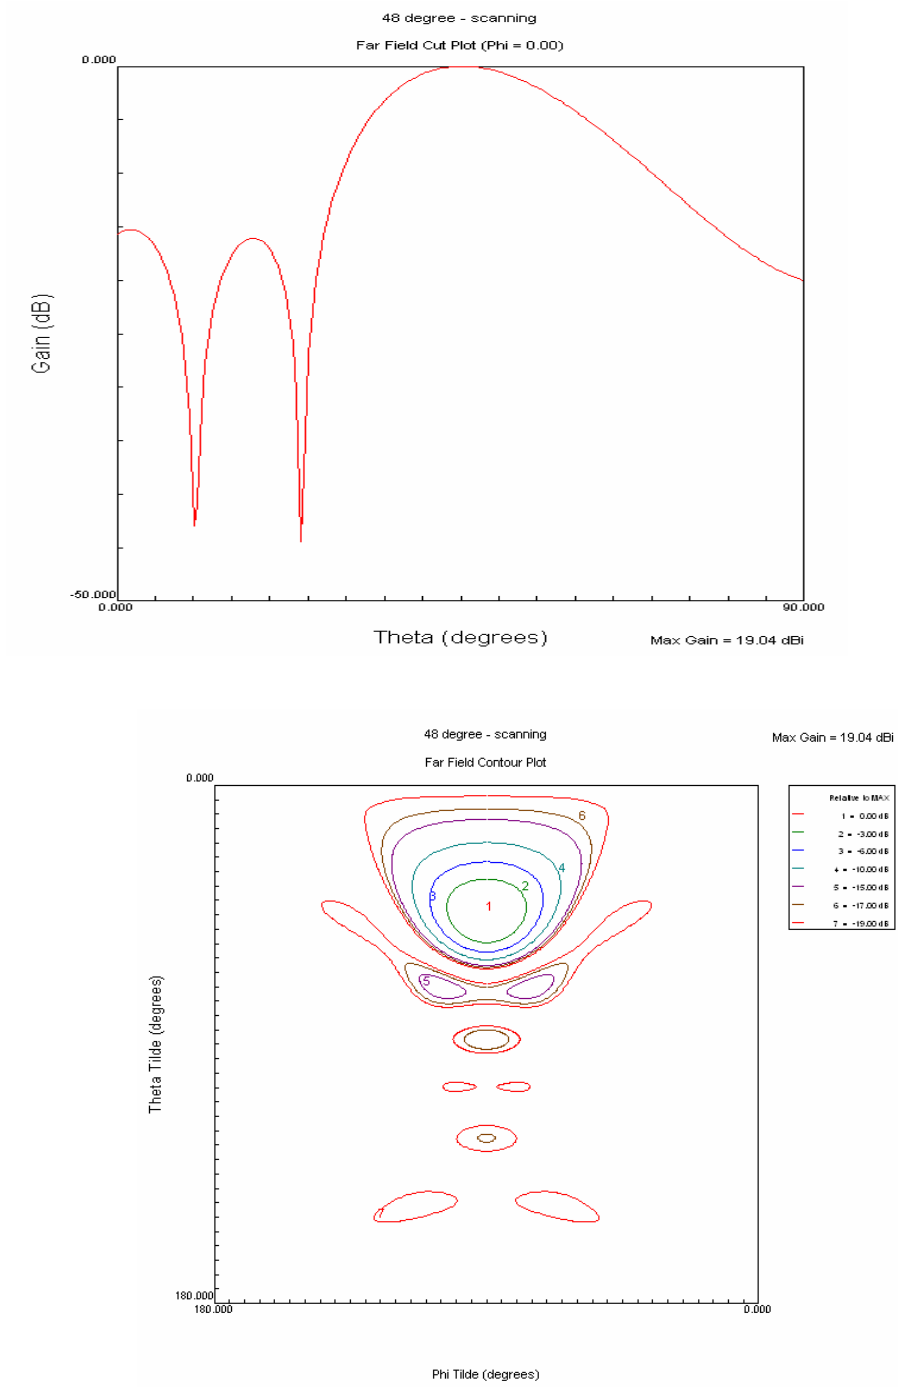 48 degree - scanning
Far Field Cut Plot (Phi = 0.00)
0.000
Gain (dB)
-50.000
0.000
90.000
Theta (degrees)
Max Gain = 19.04 dBi
48 degree - scanning
Max Gain = 19.04 dBi
Far Field Contour Plot
0.000
Relative to MAX
1 = 0.00 dB
2 = -3.00 dB
3 = -6.00 dB
4 = -10.00 dB
5 = -15.00 dB
6 = -17.00 dB
7 = -19.00 dB
6
4
2
3
1
5
7
Theta Tilde (degrees)
180.000
180.000
0.000
Phi Tilde (degrees)